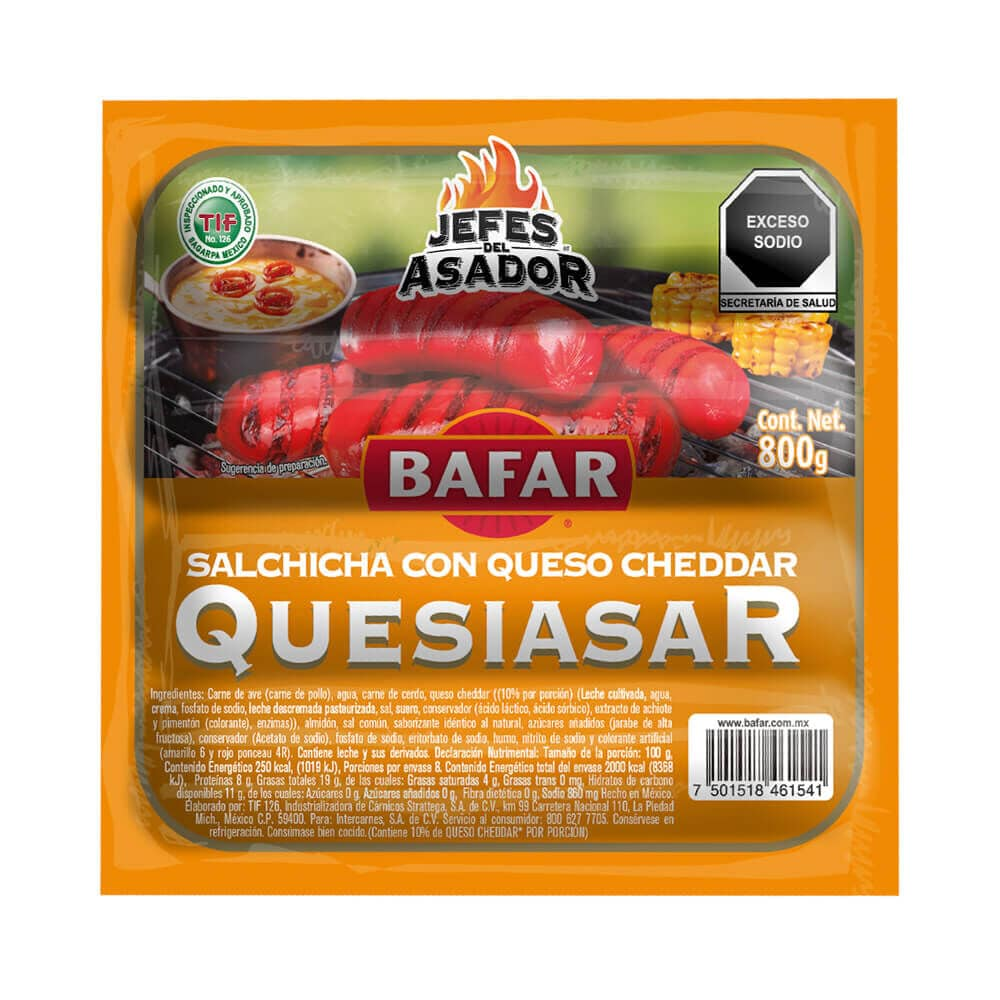 JEFES
DEL
ASADOR
INSPECCIONADO Y APROBADO
TIF
No. 126
SAGARPA MEXICO
EXCESO
SODIO
SECRETARÍA DE SALUD
Cont. Net.
800g
Sugerencia de preparación
BAFAR
®
SALCHICHA CON QUESO CHEDDAR
QUESIASAR
Ingredientes: Carne de ave (carne de pollo), agua, carne de cerdo, queso cheddar ((10% por porción) (Leche cultivada, agua,
crema, fosfato de sodio, leche descremada pasteurizada, sal, suero, conservador (ácido láctico, ácido sórbico), extracto de achiote
y pimentón (colorante), enzimas)), almidón, sal común, saborizante idéntico al natural, azúcares añadidos (jarabe de alta
fructosa), conservador (Acetato de sodio), fosfato de sodio, eritorbato de sodio, humo, nitrito de sodio y colorante artificial
(amarillo 6 y rojo ponceau 4R). Contiene leche y sus derivados. Declaración Nutrimental: Tamaño de la porción: 100 g,
Contenido Energético 250 kcal, (1019 kJ), Porciones por envase 8. Contenido Energético total del envase 2000 kcal (8368
kJ), Proteínas 6 g, Grasas totales 19 g, de las cuales: Grasas saturadas 4 g, Grasas trans 0 mg. Hidratos de carbono
disponibles 11 g, de los cuales: Azúcares 0 g, Azúcares añadidos 0 g, Fibra dietética 0 g, Sodio 860 mg Hecho en México.
Elaborado por: TIF 126, Industrializadora de Cárnicos Strattega, S.A. de C.V., km 99 Carretera Nacional 110, La Piedad
Mich., México C.P. 59400. Para: Intercarnes, S.A. de C.V. Servicio al consumidor: 800 627 7705. Consérvese en
refrigeración. Consúmase bien cocido.(Contiene 10% de QUESO CHEDDAR* POR PORCIÓN)
www.bafar.com.mx
7 501518 461541